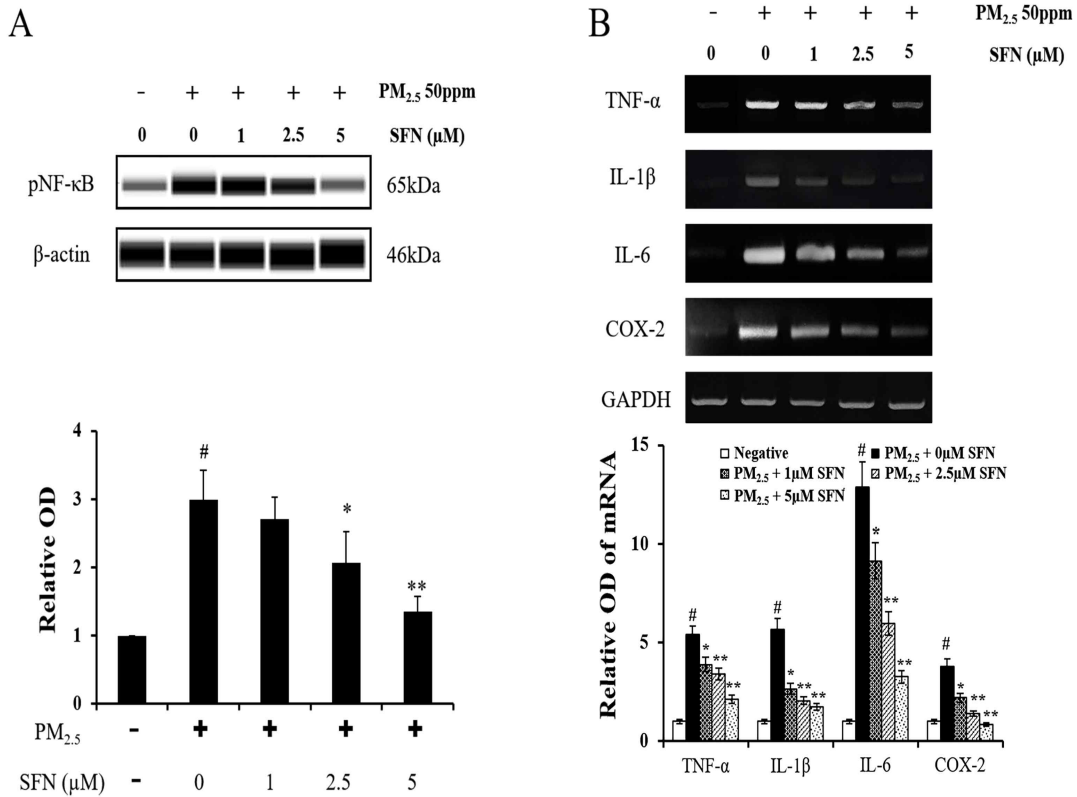 A
- + + + + PM2.5 50ppm
0 0 1 2.5 5 SFN (µM)
pNF-κB 65kDa
β-actin 46kDa
4
3
2
1
0
Relative OD
#
*
**
PM2.5 - + + + +
SFN (µM) - 0 1 2.5 5
B
- + + + + PM2.5 50ppm
0 0 1 2.5 5 SFN (µM)
TNF-α
IL-1β
IL-6
COX-2
GAPDH
15
10
5
0
Relative OD of mRNA
Negative PM2.5 + 0µM SFN
PM2.5 + 1µM SFN PM2.5 + 2.5µM SFN
PM2.5 + 5µM SFN
# * ** **
# * ** **
# * ** **
# * ** **
TNF-α IL-1β IL-6 COX-2